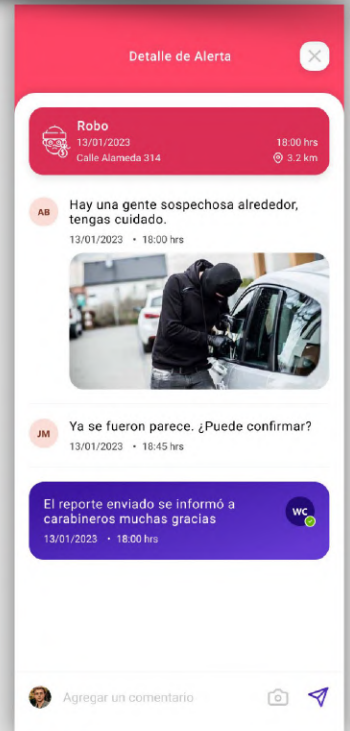 Detalle de Alerta
Robo
13/01/2023
18:00 hrs
Calle Alameda 314
3.2 km
AB
Hay una gente sospechosa alrededor,
tengas cuidado.
13/01/2023 • 18:00 hrs
JM
Ya se fueron parece. ¿Puede confirmar?
13/01/2023 • 18:45 hrs
El reporte enviado se informó a
carabineros muchas gracias
WC
13/01/2023 • 18:00 hrs
Agregar un comentario